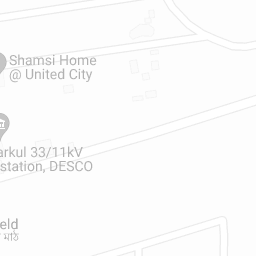 Shamsi Home
@ United City
arkul 33/11kV
station, DESCO
eld
মাঠ